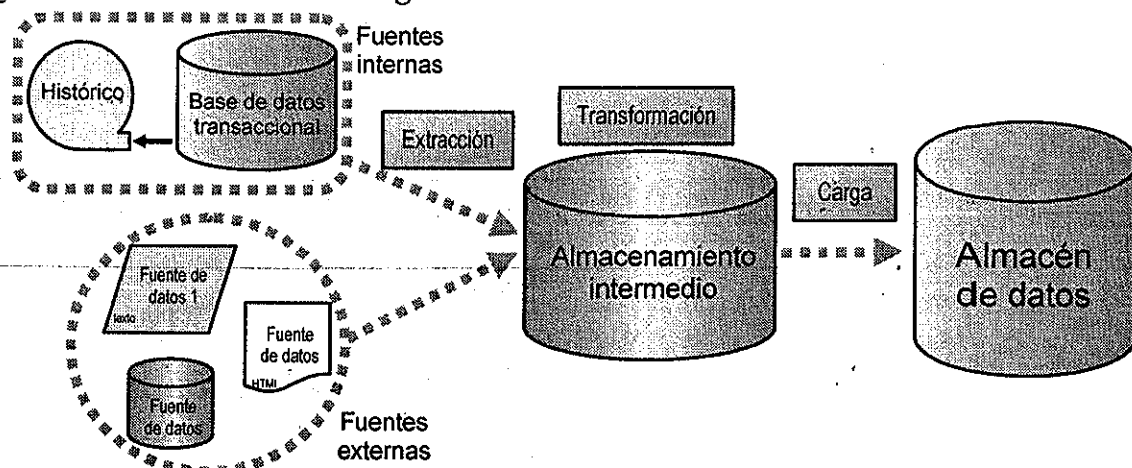 Fuentes
internas
Histórico
Base de datos
transaccional
Extracción
Transformación
Carga
Almacenamiento
intermedio
Almacén
de datos
Fuente de
datos 1
texto
Fuente
de datos
HTMl
Fuente
de datos
Fuentes
externas